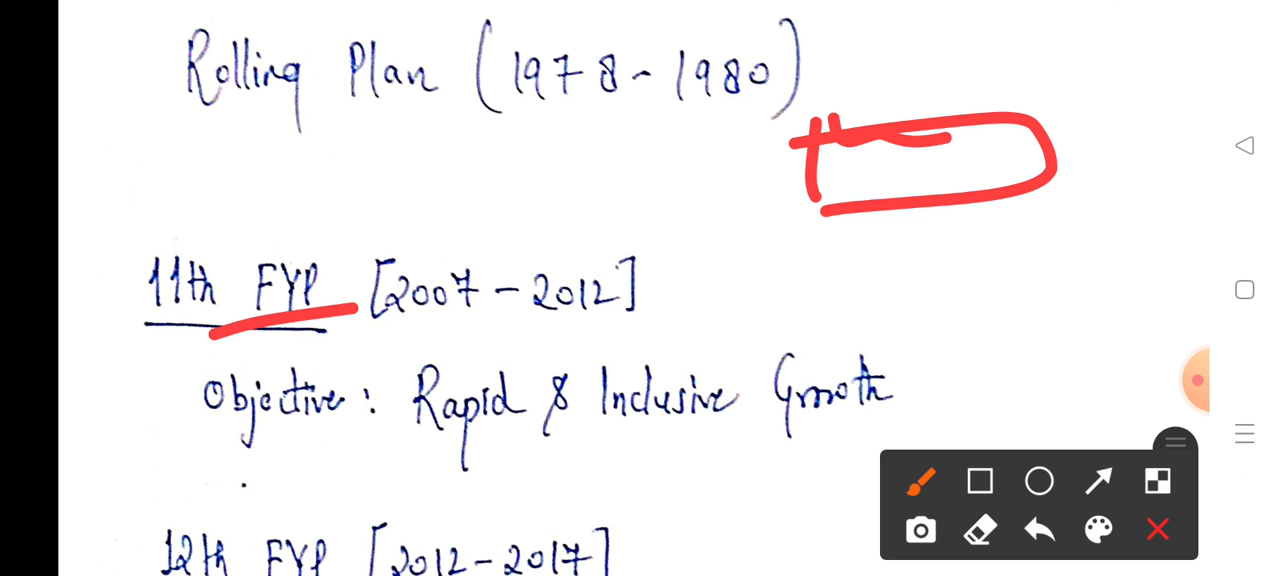 Rolling Plan (1978-1980)
11th FYP [2007-2012]
Objective: Rapid & Inclusive Growth
12th FYP [2012-2017]